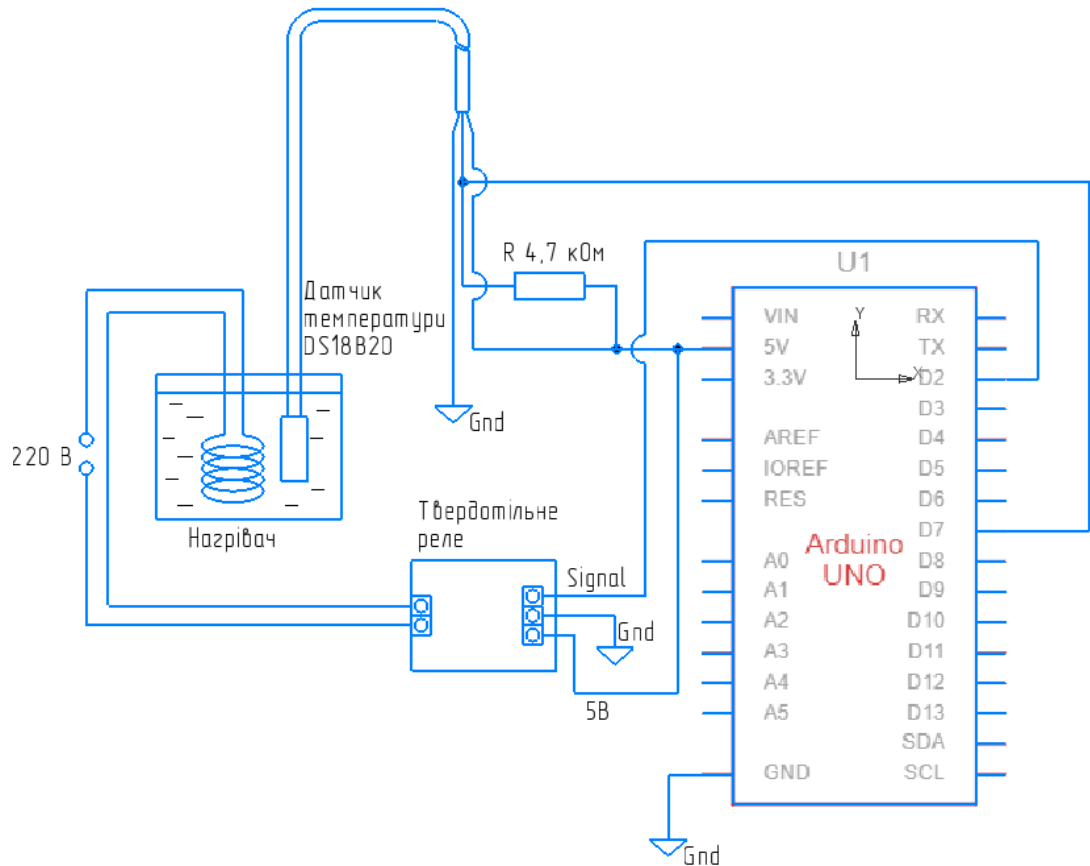 R 4,7 кОм
Датчик
температури
DS18B20
Gnd
220 В
Нагрівач
Твердотільне
реле
Signal
Gnd
5В
U1
VIN
5V
3.3V
AREF
IOREF
RES
A0
A1
A2
A3
A4
A5
GND
Y
X
Arduino
UNO
RX
TX
D2
D3
D4
D5
D6
D7
D8
D9
D10
D11
D12
D13
SDA
SCL
Gnd